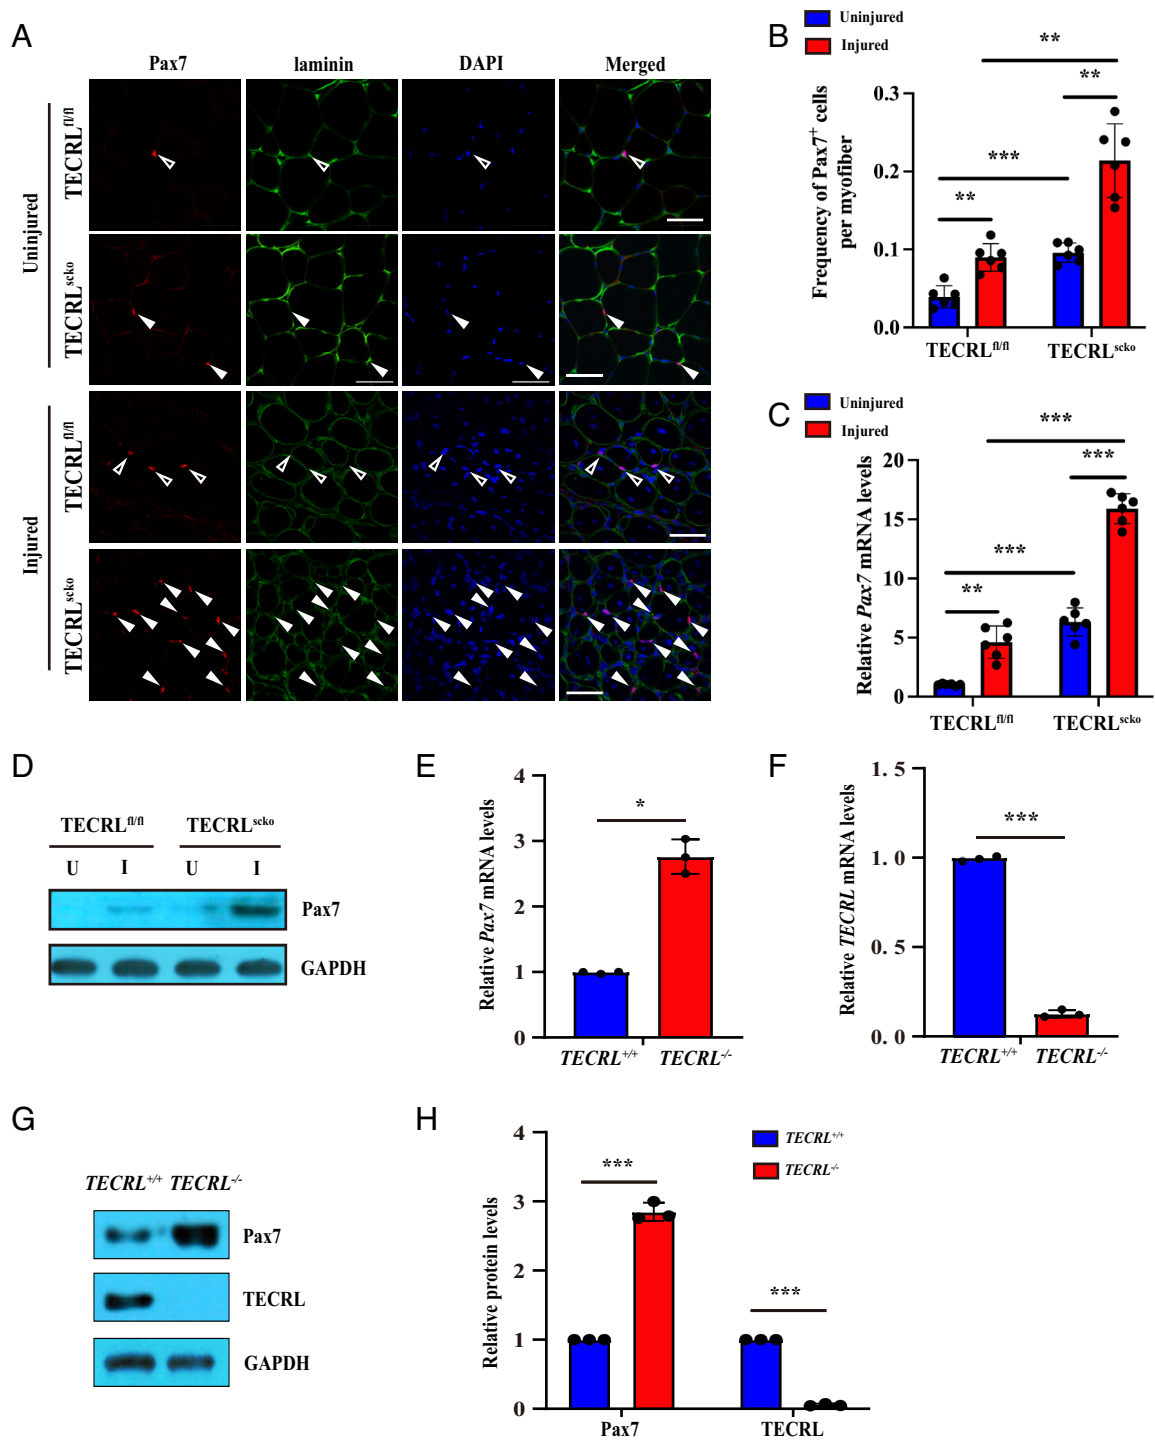 A
Pax7
laminin
DAPI
Merged
Uninjured
TECRL^fl/fl
TECRL^scko
Injured
TECRL^fl/fl
TECRL^scko
B
Uninjured
Injured
Frequency of Pax7+ cells
per myofiber
0.3
0.2
0.1
0.0
**
**
***
**
TECRL^fl/fl
TECRL^scko
C
Uninjured
Injured
Relative Pax7 mRNA levels
20
15
10
5
0
***
***
***
**
TECRL^fl/fl
TECRL^scko
D
TECRL^fl/fl
TECRL^scko
U
I
U
I
Pax7
GAPDH
E
Relative Pax7 mRNA levels
4
3
2
1
0
*
TECRL^+/+
TECRL^-/-
F
Relative TECRL mRNA levels
1.5
1.0
0.5
0.0
***
TECRL^+/+
TECRL^-/-
G
TECRL^+/+ TECRL^-/-
Pax7
TECRL
GAPDH
H
Relative protein levels
4
3
2
1
0
***
***
TECRL^+/+
TECRL^-/-
Pax7
TECRL